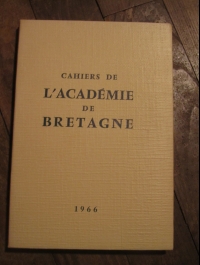 CAHIERS DE
L'ACADÉMIE
DE
BRETAGNE
1966